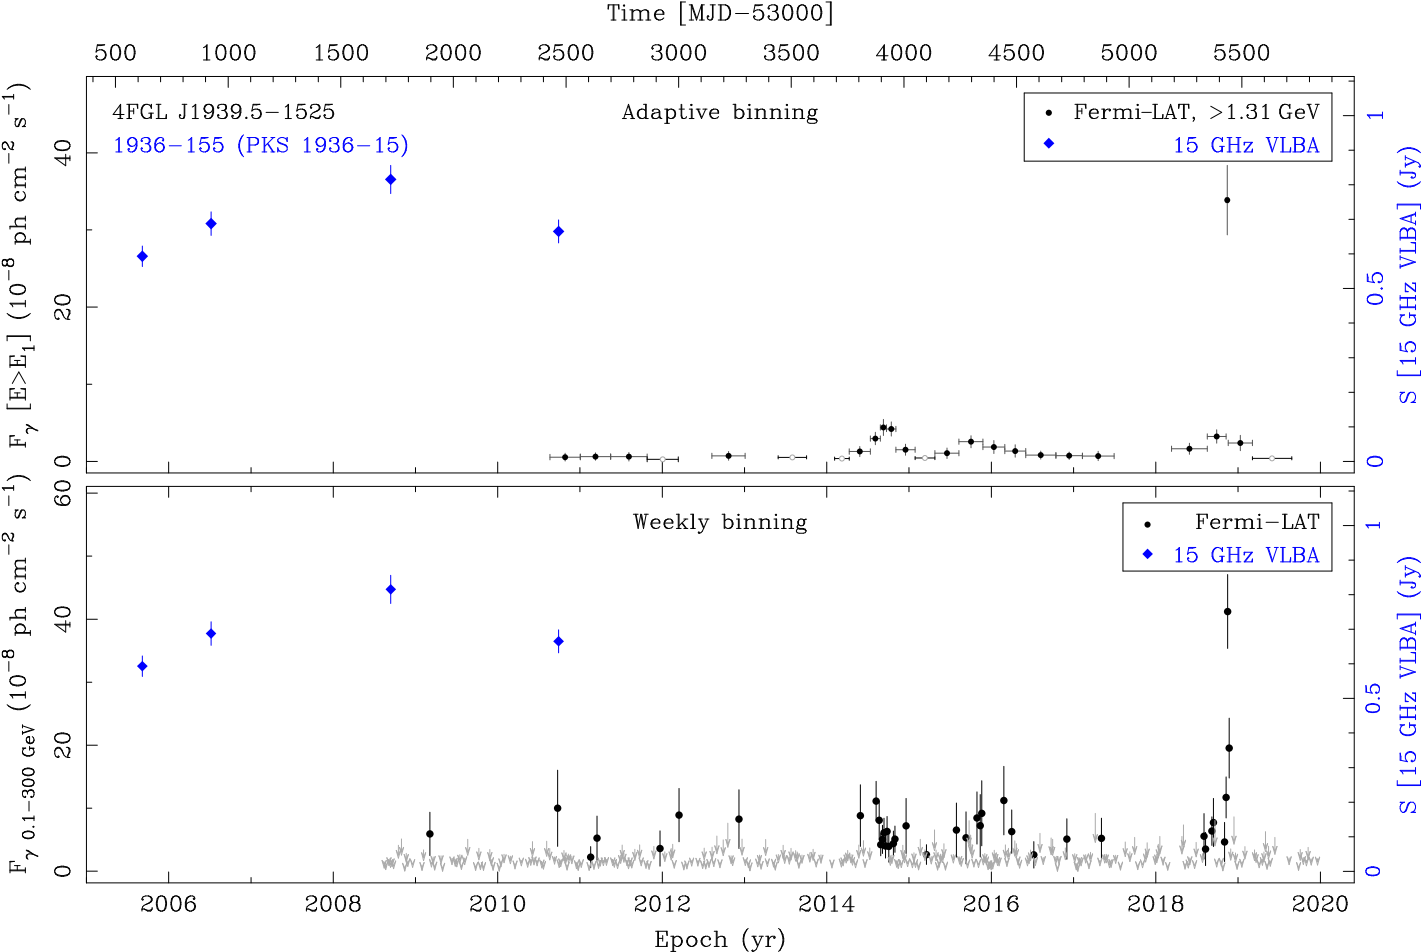 Time [MJD−53000]
500 1000 1500 2000 2500 3000 3500 4000 4500 5000 5500
4FGL J1939.5−1525
1936−155 (PKS 1936−15)
Adaptive binning
Fermi−LAT, >1.31 GeV
15 GHz VLBA
F_γ [E>E_1] (10^−8 ph cm^−2 s^−1)
40
20
0
S [15 GHz VLBA] (Jy)
1
0.5
0
Weekly binning
Fermi−LAT
15 GHz VLBA
F_γ 0.1−300 GeV (10^−8 ph cm^−2 s^−1)
60
40
20
0
S [15 GHz VLBA] (Jy)
1
0.5
0
2006 2008 2010 2012 2014 2016 2018 2020
Epoch (yr)